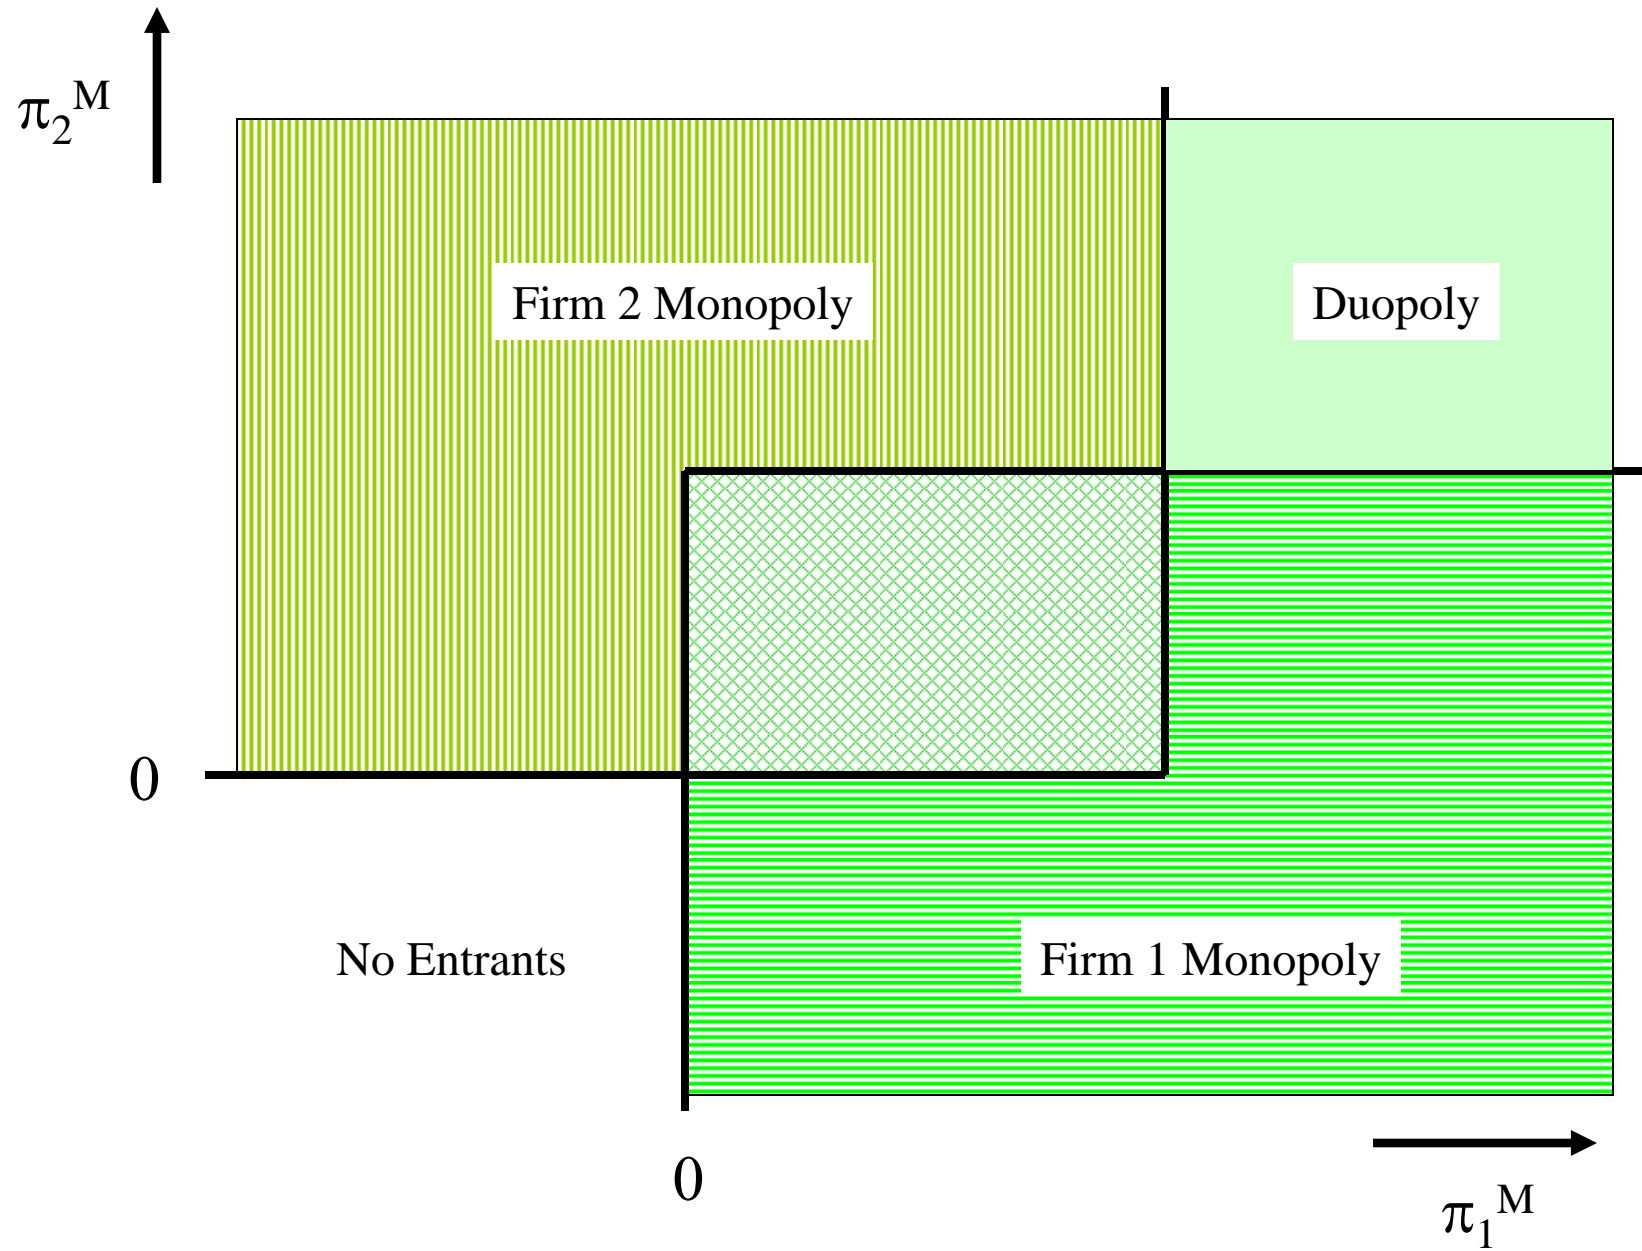 π₂ᴹ
Firm 2 Monopoly
Duopoly
0
No Entrants
Firm 1 Monopoly
0
π₁ᴹ